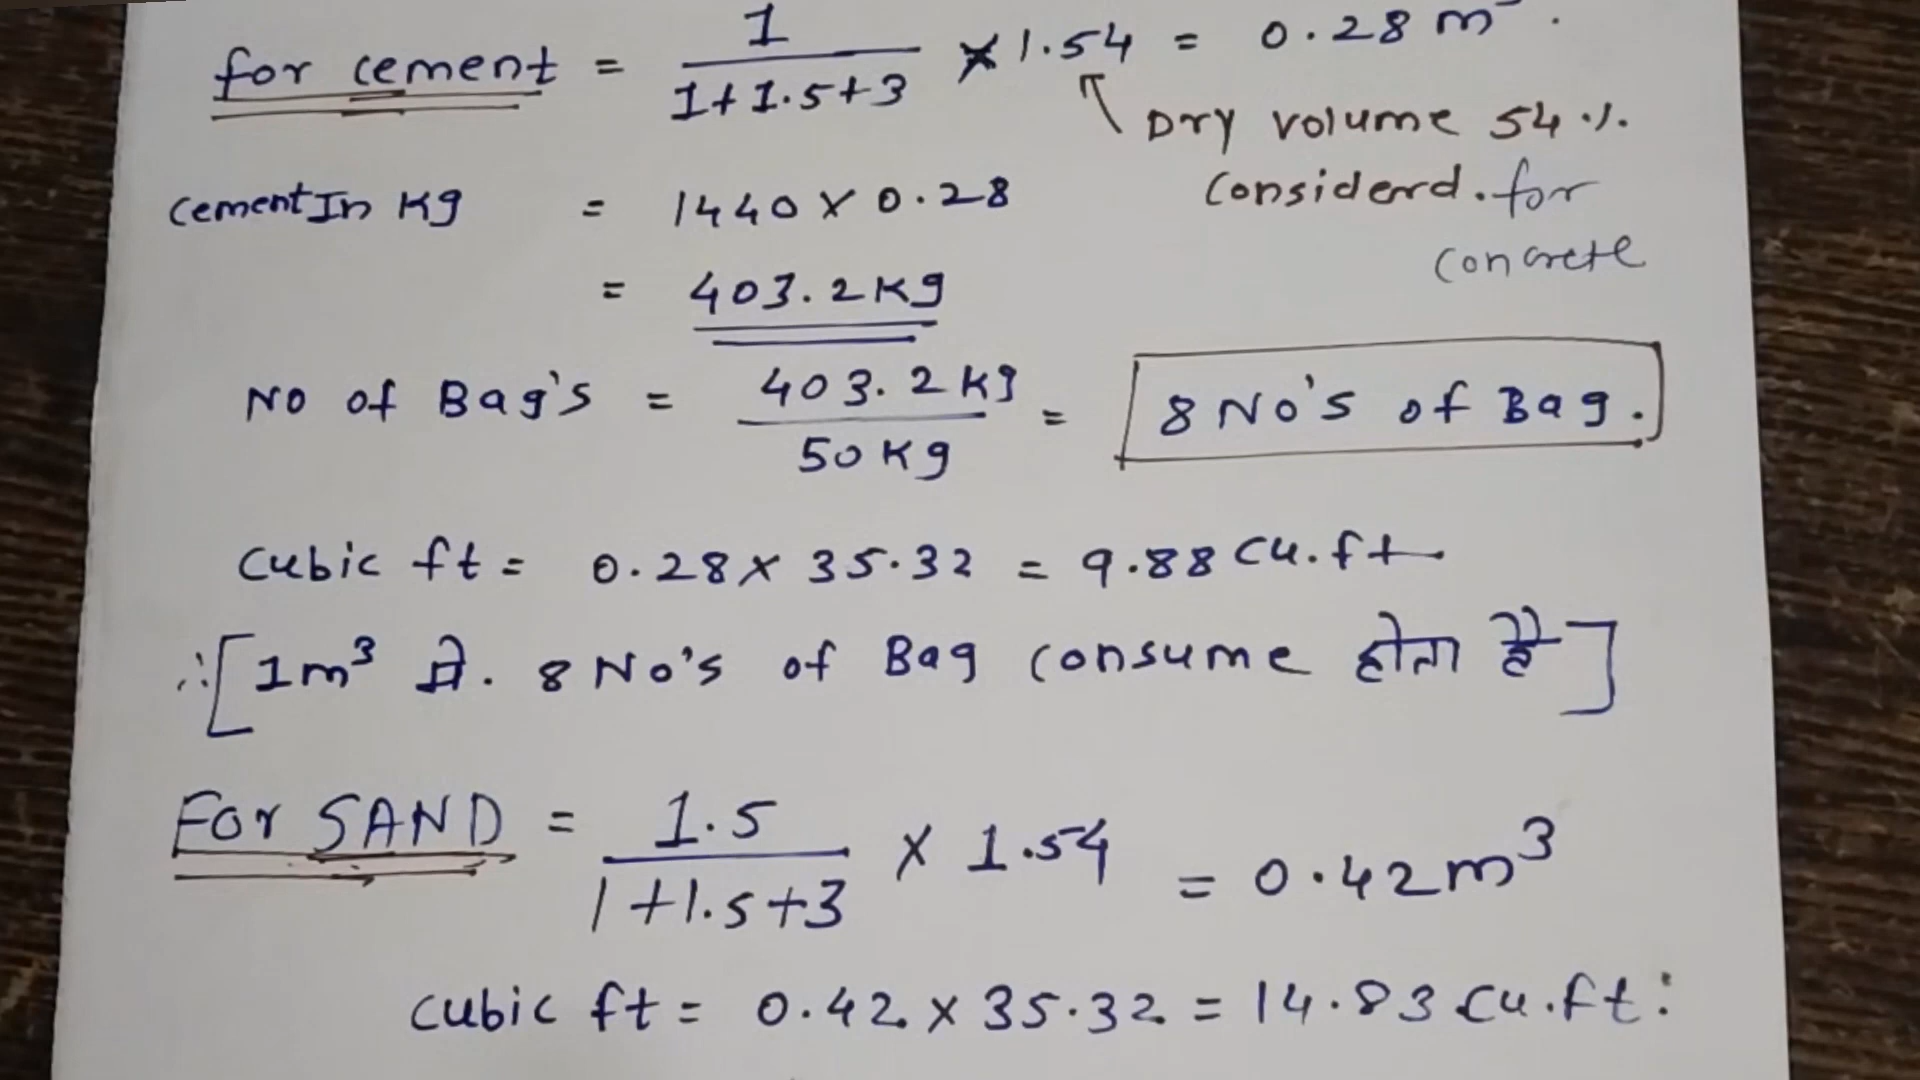 for cement = 1 / 1+1.5+3 × 1.54 = 0.28 m
Dry volume 54 %.
Considerd. for
concrete
cement In Kg = 1440 × 0.28
= 403.2 Kg
No of Bag's = 403.2 Kg / 50 Kg = 8 No's of Bag.
Cubic ft = 0.28 × 35.32 = 9.88 Cu.ft
∴ [1m³ मे. 8 No's of Bag Consume होता है]
For SAND = 1.5 / 1+1.5+3 × 1.54 = 0.42 m³
Cubic ft = 0.42 × 35.32 = 14.83 Cu.ft: